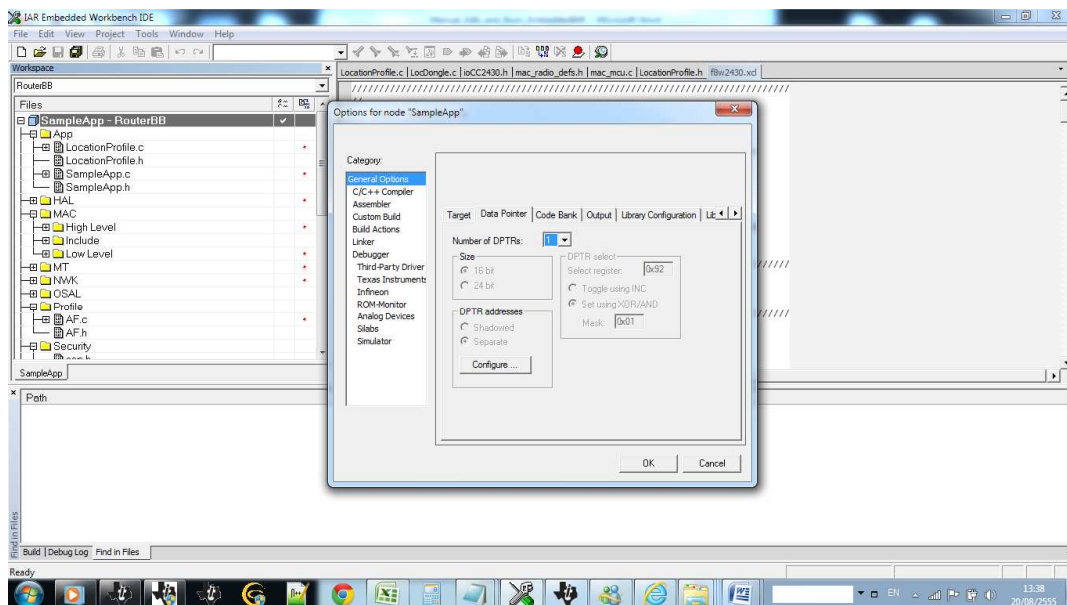 IAR Embedded Workbench IDE
File Edit View Project Tools Window Help
Workspace
RouterBB
Files
SampleApp - RouterBB
App
LocationProfile.c
LocationProfile.h
SampleApp.c
SampleApp.h
HAL
MAC
High Level
Include
Low Level
MT
NWK
OSAL
Profile
AF.c
AF.h
Security
SampleApp
LocationProfile.c | LocDongle.c | ioCC2430.h | mac_radio_defs.h | mac_mcu.c | LocationProfile.h f8w2430.xcl
////////////////////////////////////////////////////////////////////////////////
Options for node "SampleApp"
Category:
General Options
C/C++ Compiler
Assembler
Custom Build
Build Actions
Linker
Debugger
Third-Party Driver
Texas Instruments
Infineon
ROM-Monitor
Analog Devices
Silabs
Simulator
Target Data Pointer Code Bank Output Library Configuration
Number of DPTRs: 1
Size
16 bit
24 bit
DPTR addresses
Shadowed
Separate
Configure ...
DPTR select
Select register: 0x92
Toggle using INC
Set using XOR/AND
Mask: 0x01
OK Cancel
Path
Find in Files
Build Debug Log Find in Files
Ready
EN
13:38
20/08/2555